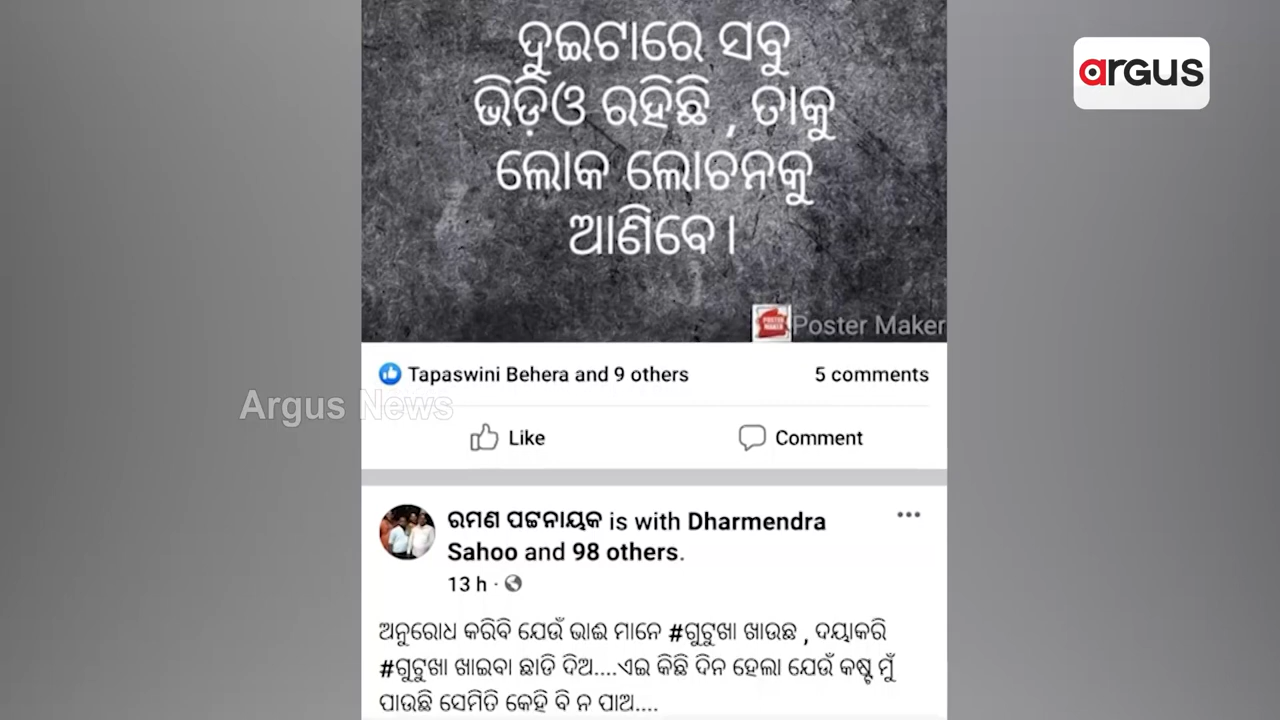 ଦୁଇଟାରେ ସବୁ
ଭିଡ଼ିଓ ରହିଛି , ତାକୁ
ଲୋକ ଲୋଚନକୁ
ଆଣିବେ।
argus
POSTER MAKER
Poster Maker
Tapaswini Behera and 9 others
5 comments
Argus News
Like
Comment
ରମଣ ପଟ୍ଟନାୟକ is with Dharmendra
Sahoo and 98 others.
13 h ·
ଅନୁରୋଧ କରିବି ଯେଉଁ ଭାଈ ମାନେ #ଗୁଟୁଖା ଖାଉଛ , ଦୟାକରି
#ଗୁଟୁଖା ଖାଇବା ଛାଡି ଦିଅ....ଏଇ କିଛି ଦିନ ହେଲା ଯେଉଁ କଷ୍ଟ ମୁଁ
ପାଉଛି ସେମିତି କେହି ବି ନ ପାଅ....